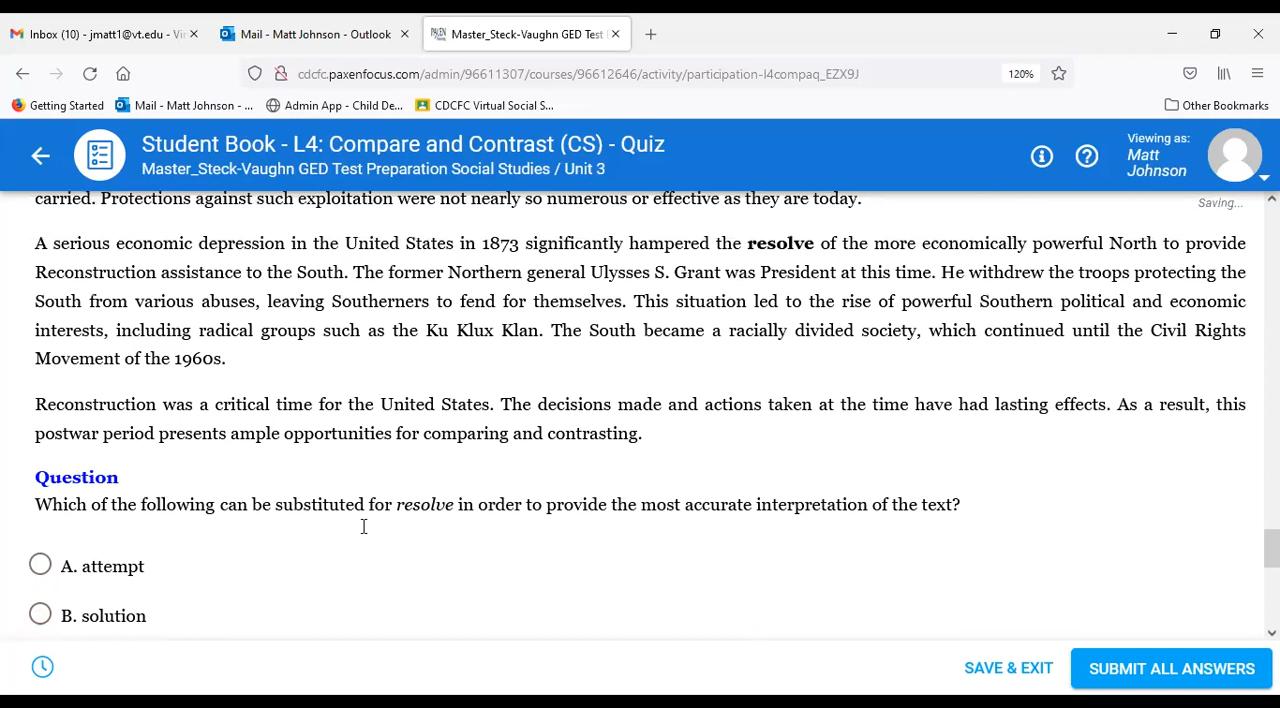 Inbox (10) - jmatt1@vt.edu - Vir
Mail - Matt Johnson - Outlook
PAXEN Master_Steck-Vaughn GED Test
cdcfc.paxenfocus.com/admin/96611307/courses/96612646/activity/participation-l4compaq_EZX9J
120%
Getting Started
Mail - Matt Johnson - ...
Admin App - Child De...
CDCFC Virtual Social S...
Other Bookmarks
Student Book - L4: Compare and Contrast (CS) - Quiz
Master_Steck-Vaughn GED Test Preparation Social Studies / Unit 3
Viewing as:
Matt
Johnson
carried. Protections against such exploitation were not nearly so numerous or effective as they are today.
Saving...
A serious economic depression in the United States in 1873 significantly hampered the resolve of the more economically powerful North to provide
Reconstruction assistance to the South. The former Northern general Ulysses S. Grant was President at this time. He withdrew the troops protecting the
South from various abuses, leaving Southerners to fend for themselves. This situation led to the rise of powerful Southern political and economic
interests, including radical groups such as the Ku Klux Klan. The South became a racially divided society, which continued until the Civil Rights
Movement of the 1960s.
Reconstruction was a critical time for the United States. The decisions made and actions taken at the time have had lasting effects. As a result, this
postwar period presents ample opportunities for comparing and contrasting.
Question
Which of the following can be substituted for resolve in order to provide the most accurate interpretation of the text?
A. attempt
B. solution
SAVE & EXIT
SUBMIT ALL ANSWERS